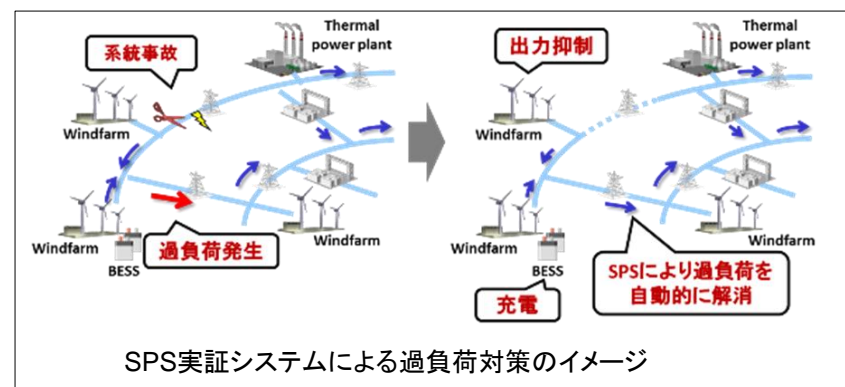 Thermal
power plant
系統事故
Windfarm
Windfarm
過負荷発生
BESS
Windfarm
Thermal
power plant
出力抑制
Windfarm
Windfarm
BESS
充電
Windfarm
SPSにより過負荷を
自動的に解消
SPS実証システムによる過負荷対策のイメージ